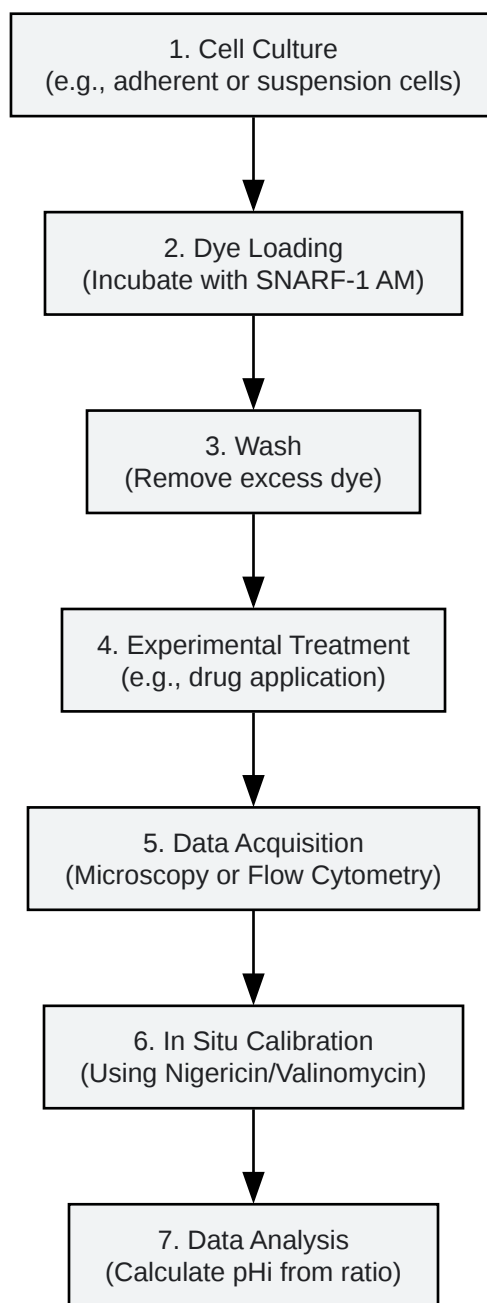 1. Cell Culture
(e.g., adherent or suspension cells)
2. Dye Loading
(Incubate with SNARF-1 AM)
3. Wash
(Remove excess dye)
4. Experimental Treatment
(e.g., drug application)
5. Data Acquisition
(Microscopy or Flow Cytometry)
6. In Situ Calibration
(Using Nigericin/Valinomycin)
7. Data Analysis
(Calculate pHi from ratio)